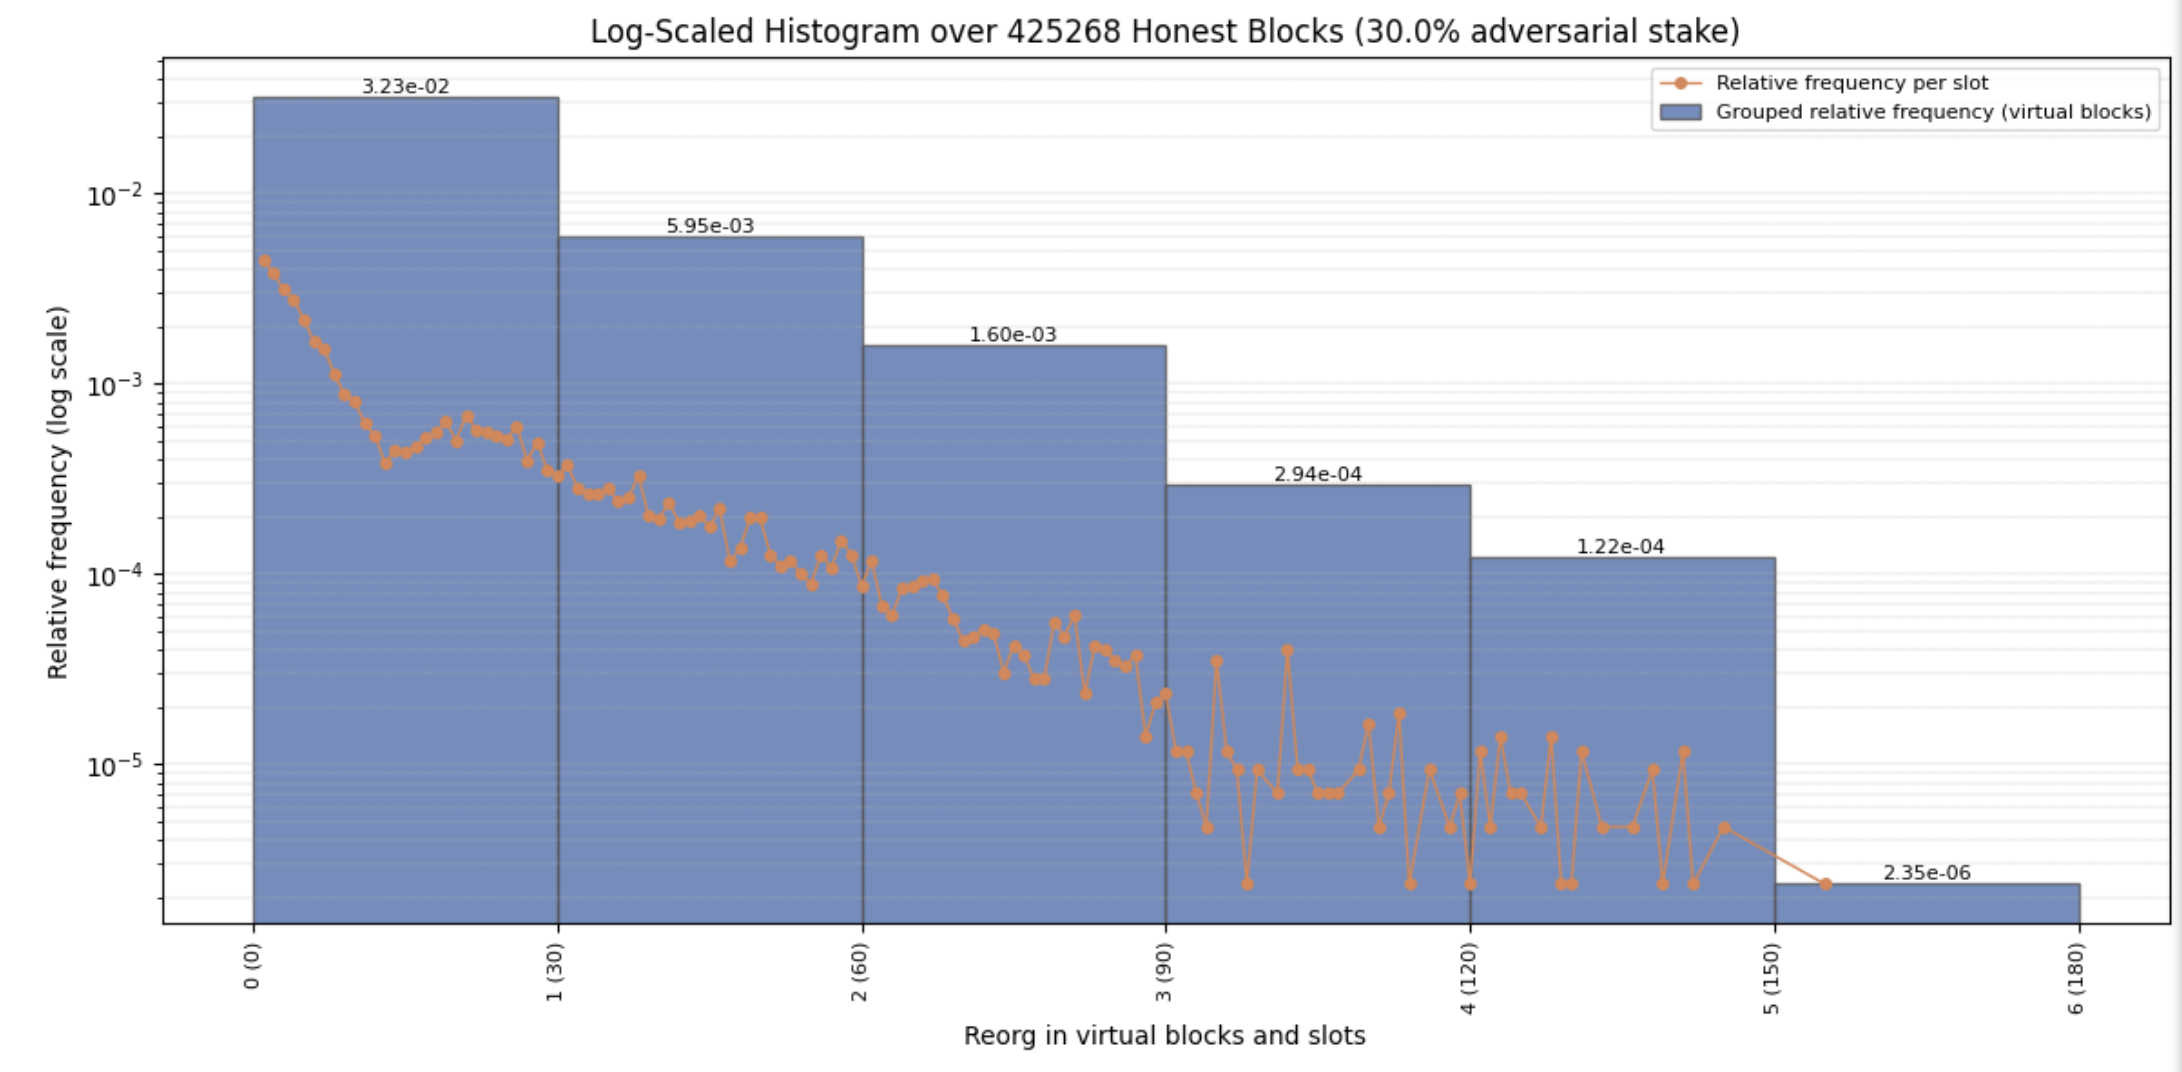 Log-Scaled Histogram over 425268 Honest Blocks (30.0% adversarial stake)
Relative frequency per slot
Grouped relative frequency (virtual blocks)
3.23e-02
5.95e-03
1.60e-03
2.94e-04
1.22e-04
2.35e-06
Relative frequency (log scale)
10⁻²
10⁻³
10⁻⁴
10⁻⁵
0 (0)
1 (30)
2 (60)
3 (90)
4 (120)
5 (150)
6 (180)
Reorg in virtual blocks and slots